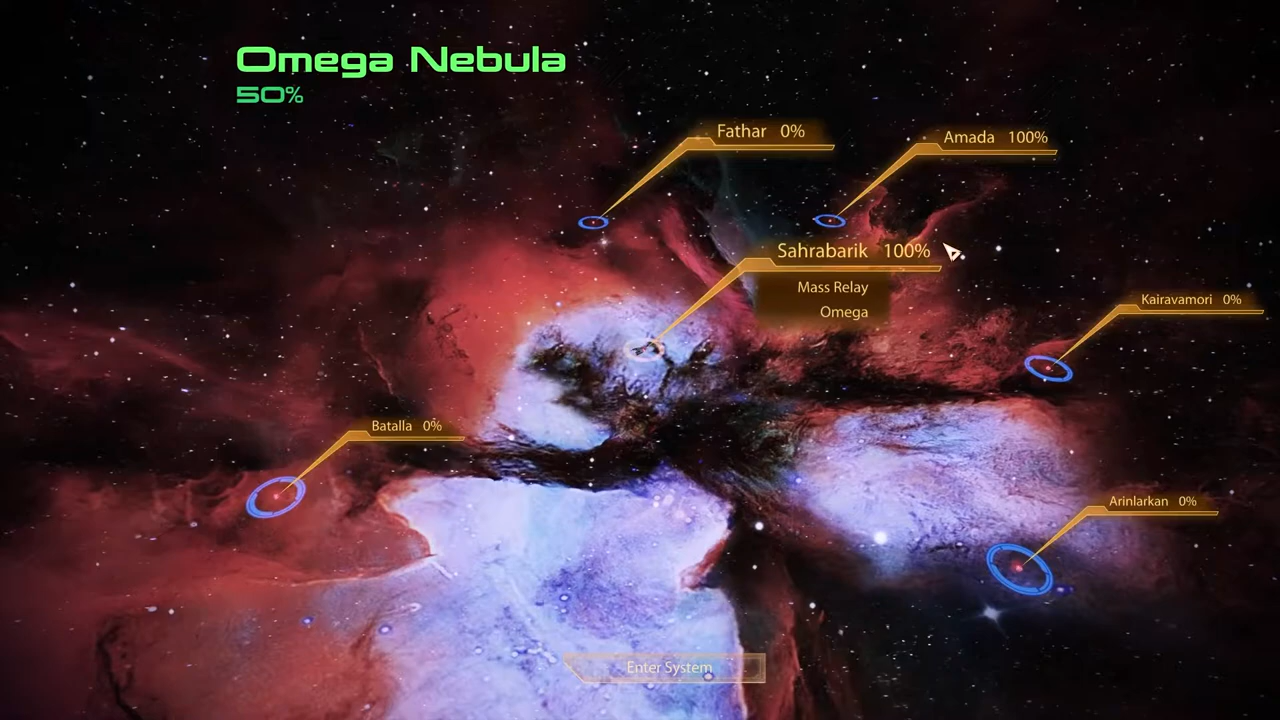 Omega Nebula
50%
Fathar 0%
Amada 100%
Sahrabarik 100%
Mass Relay
Omega
Kairavamori 0%
Batalla 0%
Arinlarkan 0%
Enter System